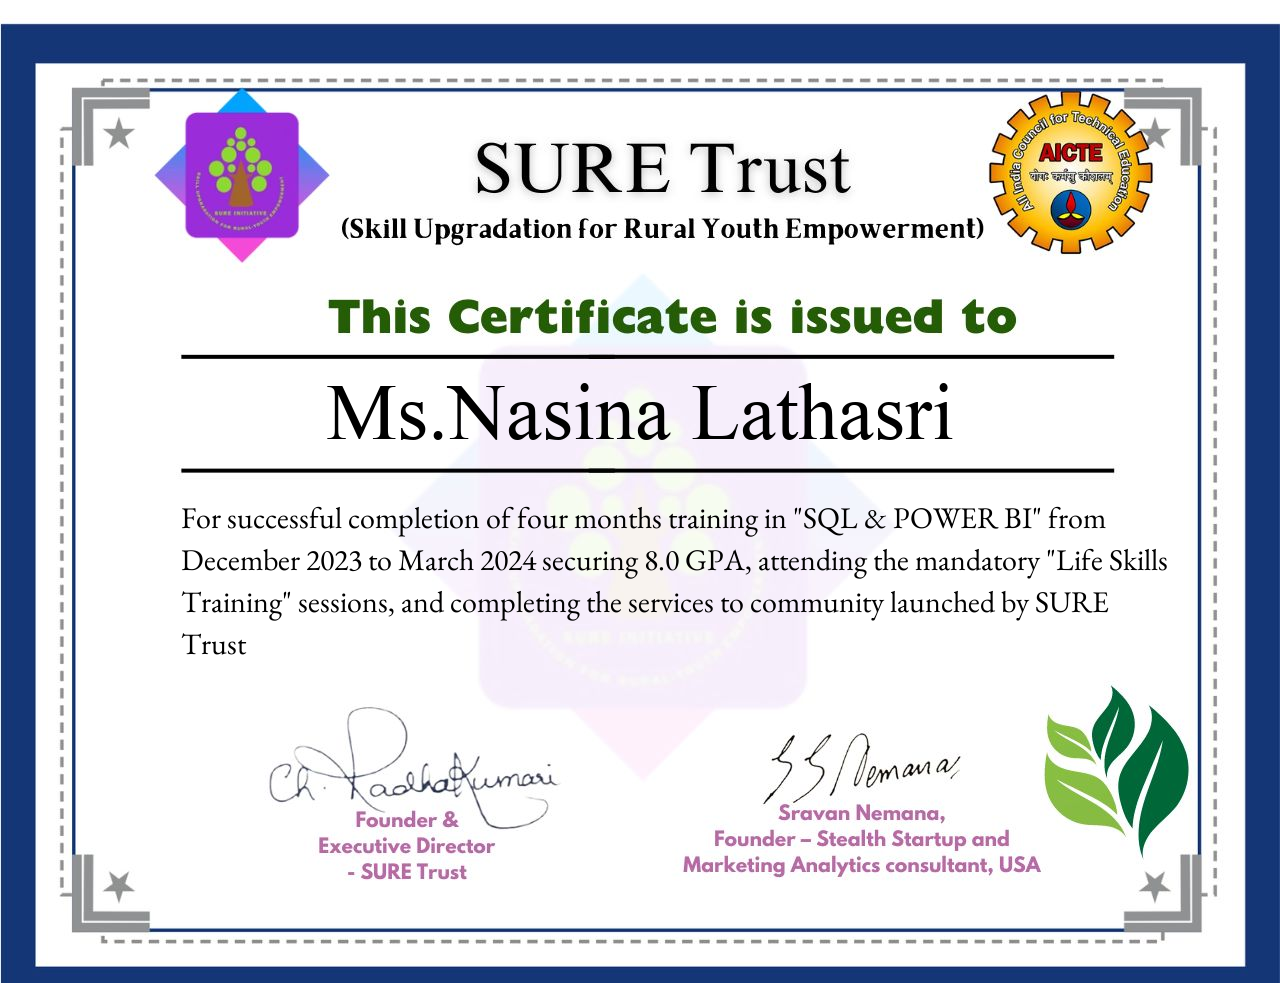 SURE Trust
(Skill Upgradation for Rural Youth Empowerment)
SURE INITIATIVE
SKILL UPGRADATION FOR RURAL-YOUTH EMPOWERMENT
All India Council for Technical Education
AICTE
योगः कर्मसु कौशलम्
This Certificate is issued to
Ms.Nasina Lathasri
For successful completion of four months training in "SQL & POWER BI" from
December 2023 to March 2024 securing 8.0 GPA, attending the mandatory "Life Skills
Training" sessions, and completing the services to community launched by SURE
Trust
SURE INITIATIVE
Ch. RadhaKumari
Founder &
Executive Director
- SURE Trust
S S Nemana
Sravan Nemana,
Founder – Stealth Startup and
Marketing Analytics consultant, USA